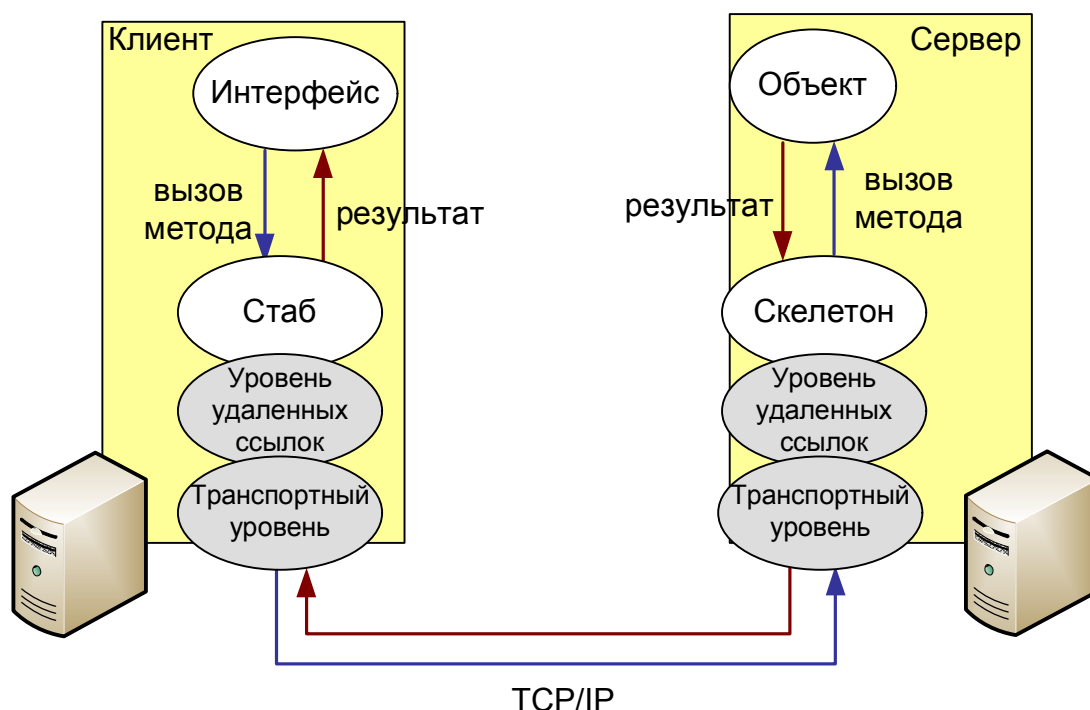 Клиент
Интерфейс
вызов
метода
результат
Стаб
Уровень
удаленных
ссылок
Транспортный
уровень
Сервер
Объект
результат
вызов
метода
Скелетон
Уровень
удаленных
ссылок
Транспортный
уровень
TCP/IP